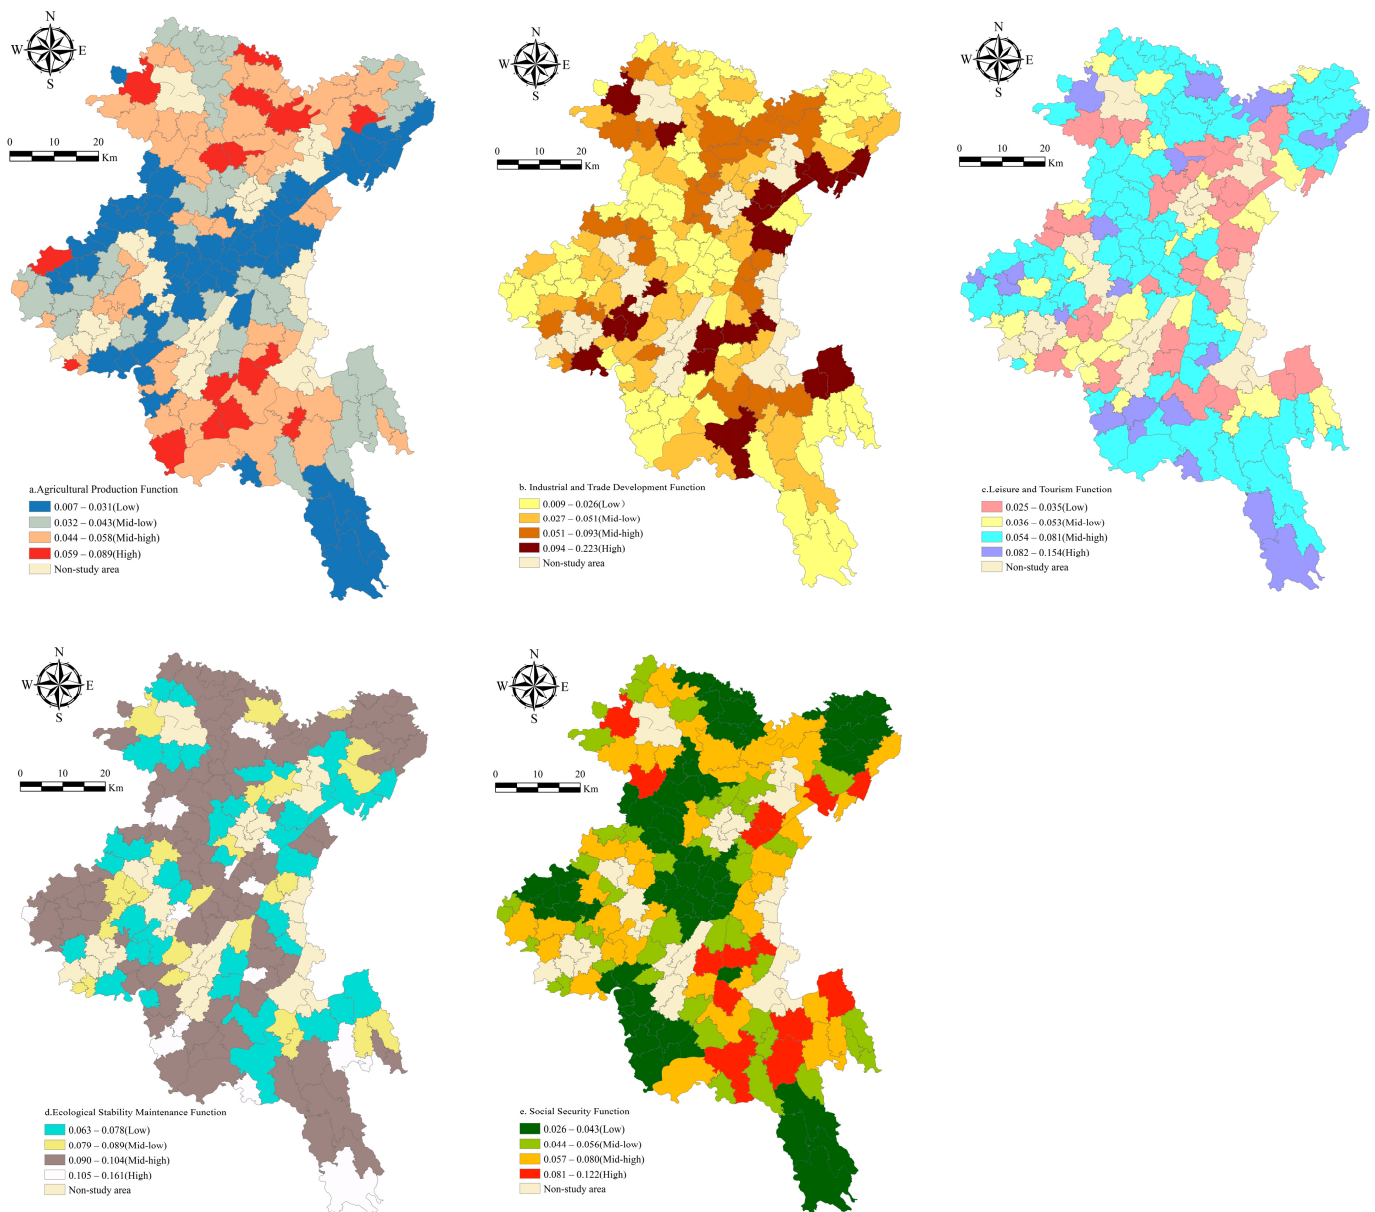 N
W E
S
0 20
Km
a.Agricultural Production Function
0.007 – 0.031(Low)
0.032 – 0.043(Mid-low)
0.044 – 0.058(Mid-high)
0.059 – 0.089(High)
Non-study area
N
W E
S
0 20
Km
b. Industrial and Trade Development Function
0.009 – 0.026(Low)
0.027 – 0.051(Mid-low)
0.051 – 0.093(Mid-high)
0.094 – 0.223(High)
Non-study area
N
W E
S
0 20
Km
c.Leisure and Tourism Function
0.025 – 0.035(Low)
0.036 – 0.053(Mid-low)
0.054 – 0.081(Mid-high)
0.082 – 0.154(High)
Non-study area
N
W E
S
0 20
Km
d.Ecological Stability Maintenance Function
0.063 – 0.078(Low)
0.079 – 0.089(Mid-low)
0.090 – 0.104(Mid-high)
0.105 – 0.161(High)
Non-study area
N
W E
S
0 20
Km
e. Social Security Function
0.026 – 0.043(Low)
0.044 – 0.056(Mid-low)
0.057 – 0.080(Mid-high)
0.081 – 0.122(High)
Non-study area